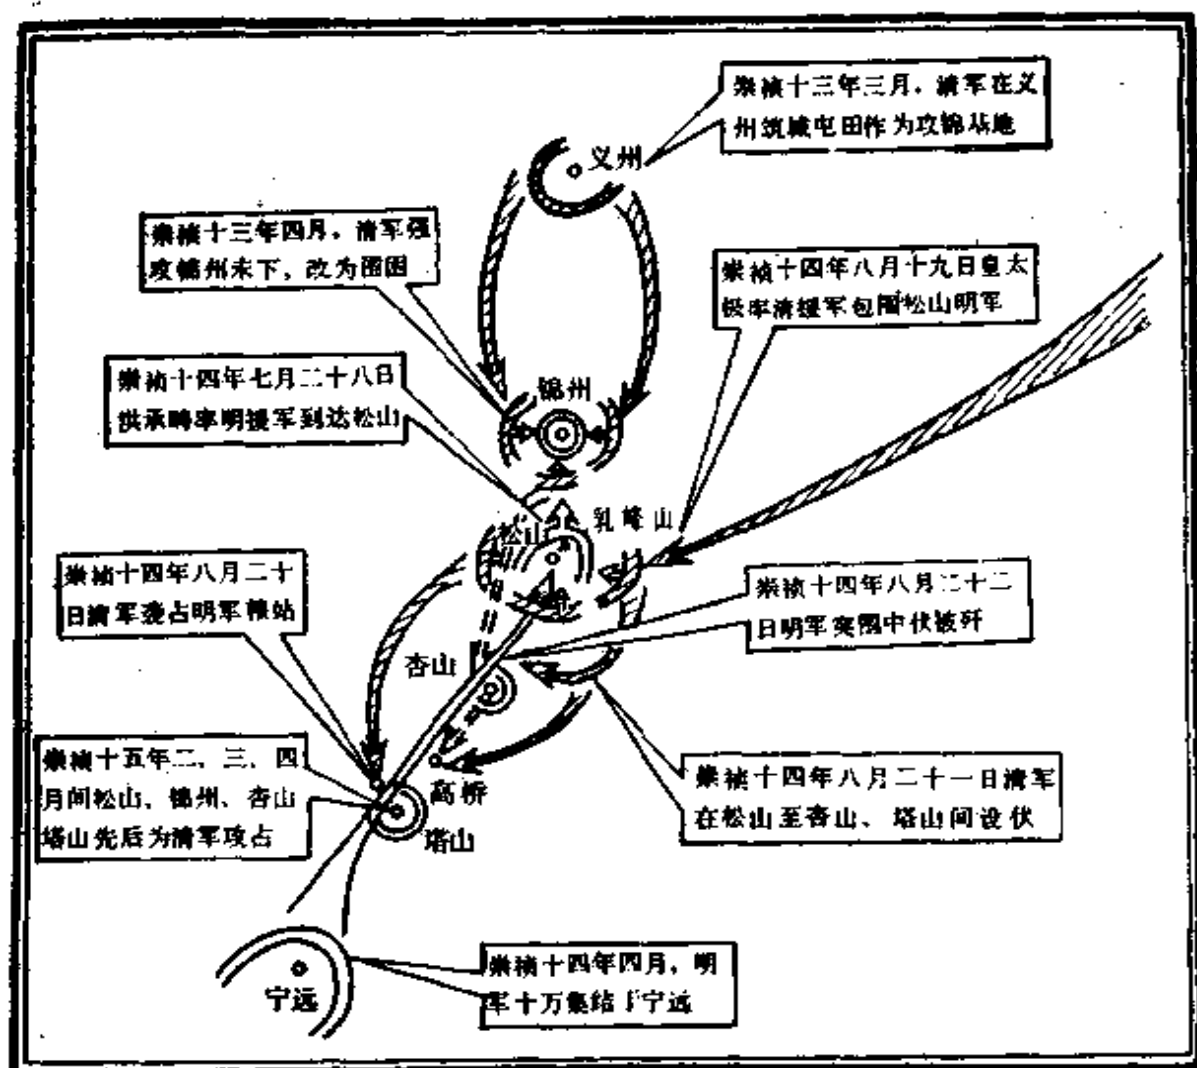 崇祯十三年三月，清军在义
州筑城屯田作为攻锦基地
义州
崇祯十三年四月，清军强
攻锦州未下，改为围困
崇祯十四年八月十九日皇太
极率清援军包围松山明军
崇祯十四年七月二十八日
洪承畴率明援军到达松山
锦州
松山
乳峰山
崇祯十四年八月二十
日清军袭占明军粮站
崇祯十四年八月二十二
日明军突围中伏被歼
杏山
崇祯十五年二、三、四
月间松山、锦州、杏山
塔山先后为清军攻占
高桥
塔山
崇祯十四年八月二十一日清军
在松山至杏山、塔山间设伏
宁远
崇祯十四年四月，明
军十万集结于宁远